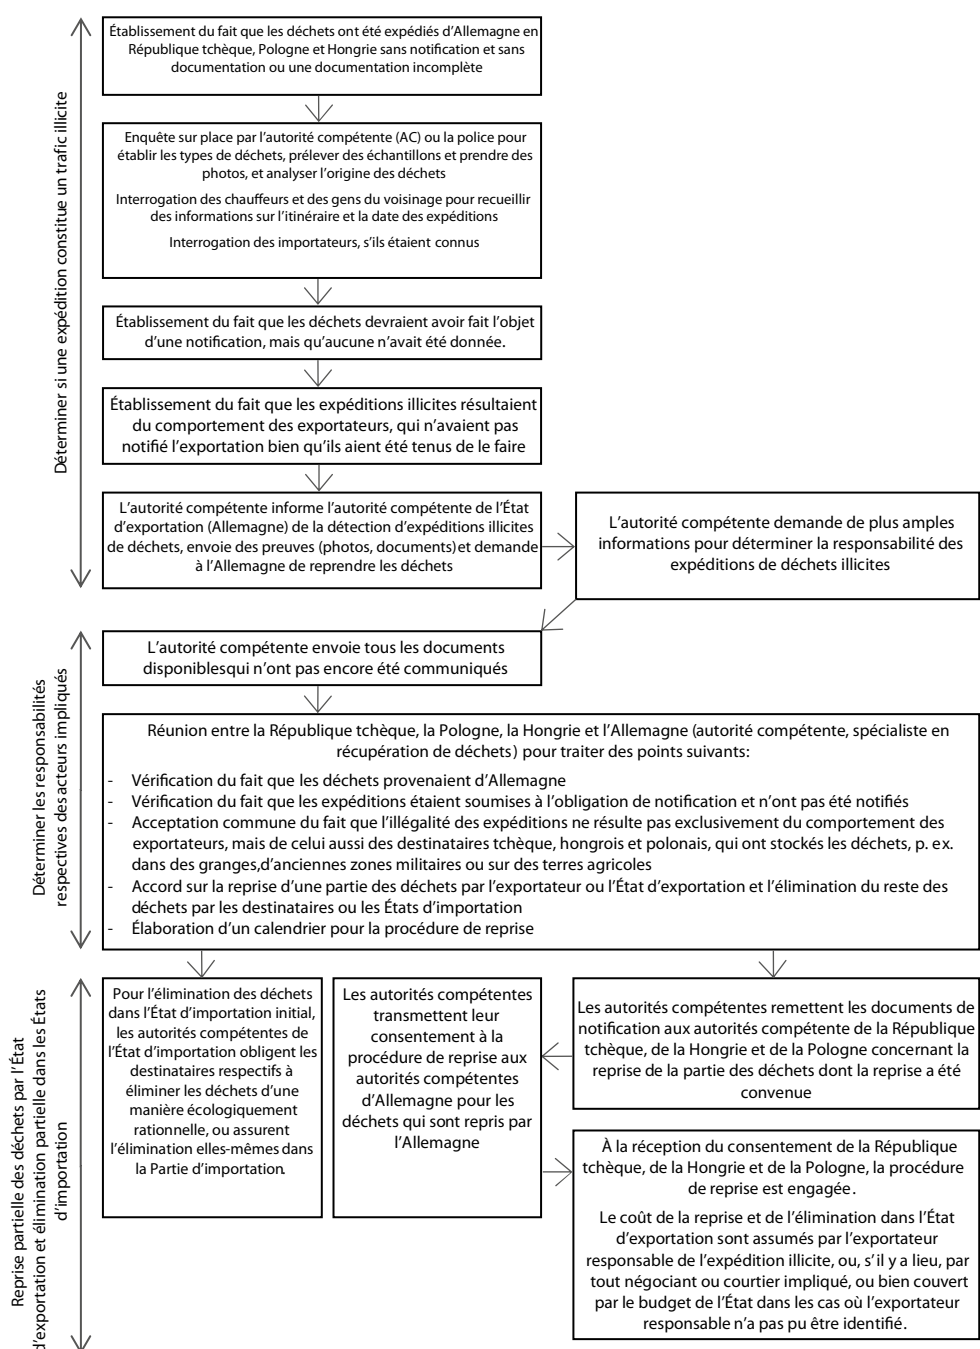 Déterminer si une expédition constitue un trafic illicite
Établissement du fait que les déchets ont été expédiés d'Allemagne en
République tchèque, Pologne et Hongrie sans notification et sans
documentation ou une documentation incomplète
Enquête sur place par l'autorité compétente (AC) ou la police pour
établir les types de déchets, prélever des échantillons et prendre des
photos, et analyser l'origine des déchets
Interrogation des chauffeurs et des gens du voisinage pour recueillir
des informations sur l'itinéraire et la date des expéditions
Interrogation des importateurs, s'ils étaient connus
Établissement du fait que les déchets devraient avoir fait l'objet
d'une notification, mais qu'aucune n'avait été donnée.
Établissement du fait que les expéditions illicites résultaient
du comportement des exportateurs, qui n'avaient pas
notifié l'exportation bien qu'ils aient été tenus de le faire
L'autorité compétente informe l'autorité compétente de l'État
d'exportation (Allemagne) de la détection d'expéditions illicites
de déchets, envoie des preuves (photos, documents) et demande
à l'Allemagne de reprendre les déchets
L'autorité compétente demande de plus amples
informations pour déterminer la responsabilité des
expéditions de déchets illicites
Déterminer les responsabilités
respectives des acteurs impliqués
L'autorité compétente envoie tous les documents
disponiblesqui n'ont pas encore été communiqués
Réunion entre la République tchèque, la Pologne, la Hongrie et l'Allemagne (autorité compétente, spécialiste en
récupération de déchets) pour traiter des points suivants:
- Vérification du fait que les déchets provenaient d'Allemagne
- Vérification du fait que les expéditions étaient soumises à l'obligation de notification et n'ont pas été notifiés
- Acceptation commune du fait que l'illégalité des expéditions ne résulte pas exclusivement du comportement des
exportateurs, mais de celui aussi des destinataires tchèque, hongrois et polonais, qui ont stockés les déchets, p. ex.
dans des granges,d'anciennes zones militaires ou sur des terres agricoles
- Accord sur la reprise d'une partie des déchets par l'exportateur ou l'État d'exportation et l'élimination du reste des
déchets par les destinataires ou les États d'importation
- Élaboration d'un calendrier pour la procédure de reprise
Reprise partielle des déchets par l'État
d'exportation et élimination partielle dans les États
d'importation
Pour l'élimination des déchets
dans l'État d'importation initial,
les autorités compétentes de
l'État d'importation obligent les
destinataires respectifs à
éliminer les déchets d'une
manière écologiquement
rationnelle, ou assurent
l'élimination elles-mêmes dans
la Partie d'importation.
Les autorités compétentes
transmettent leur
consentement à la
procédure de reprise aux
autorités compétentes
d'Allemagne pour les
déchets qui sont repris par
l'Allemagne
Les autorités compétentes remettent les documents de
notification aux autorités compétente de la République
tchèque, de la Hongrie et de la Pologne concernant la
reprise de la partie des déchets dont la reprise a été
convenue
À la réception du consentement de la République
tchèque, de la Hongrie et de la Pologne, la procédure
de reprise est engagée.
Le coût de la reprise et de l'élimination dans l'État
d'exportation sont assumés par l'exportateur
responsable de l'expédition illicite, ou, s'il y a lieu, par
tout négociant ou courtier impliqué, ou bien couvert
par le budget de l'État dans les cas où l'exportateur
responsable n'a pas pu être identifié.